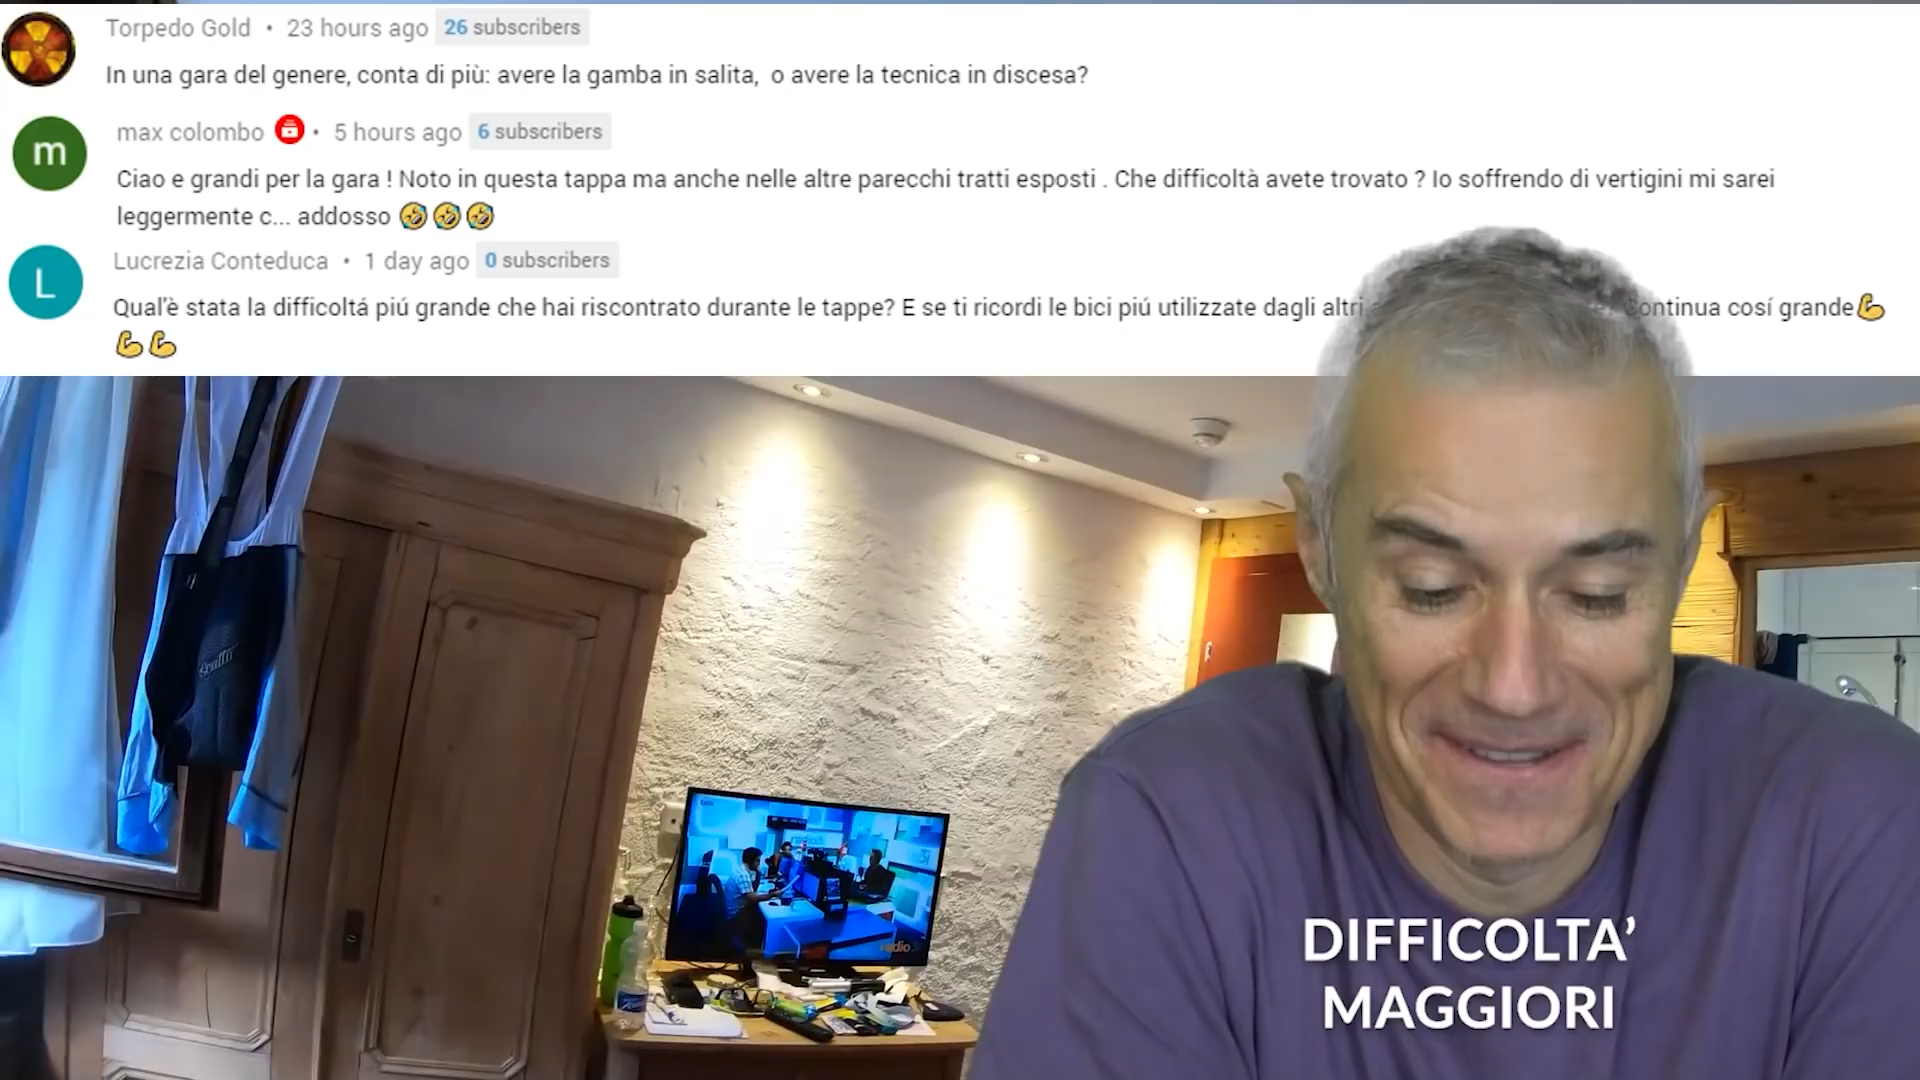 Torpedo Gold • 23 hours ago 26 subscribers
In una gara del genere, conta di più: avere la gamba in salita, o avere la tecnica in discesa?
m
max colombo • 5 hours ago 6 subscribers
Ciao e grandi per la gara ! Noto in questa tappa ma anche nelle altre parecchi tratti esposti . Che difficoltà avete trovato ? Io soffrendo di vertigini mi sarei
leggermente c... addosso 🤣🤣🤣
L
Lucrezia Conteduca • 1 day ago 0 subscribers
Qual'è stata la difficoltá piú grande che hai riscontrato durante le tappe? E se ti ricordi le bici piú utilizzate dagli altri continua cosí grande💪
💪💪
radio
DIFFICOLTA’
MAGGIORI